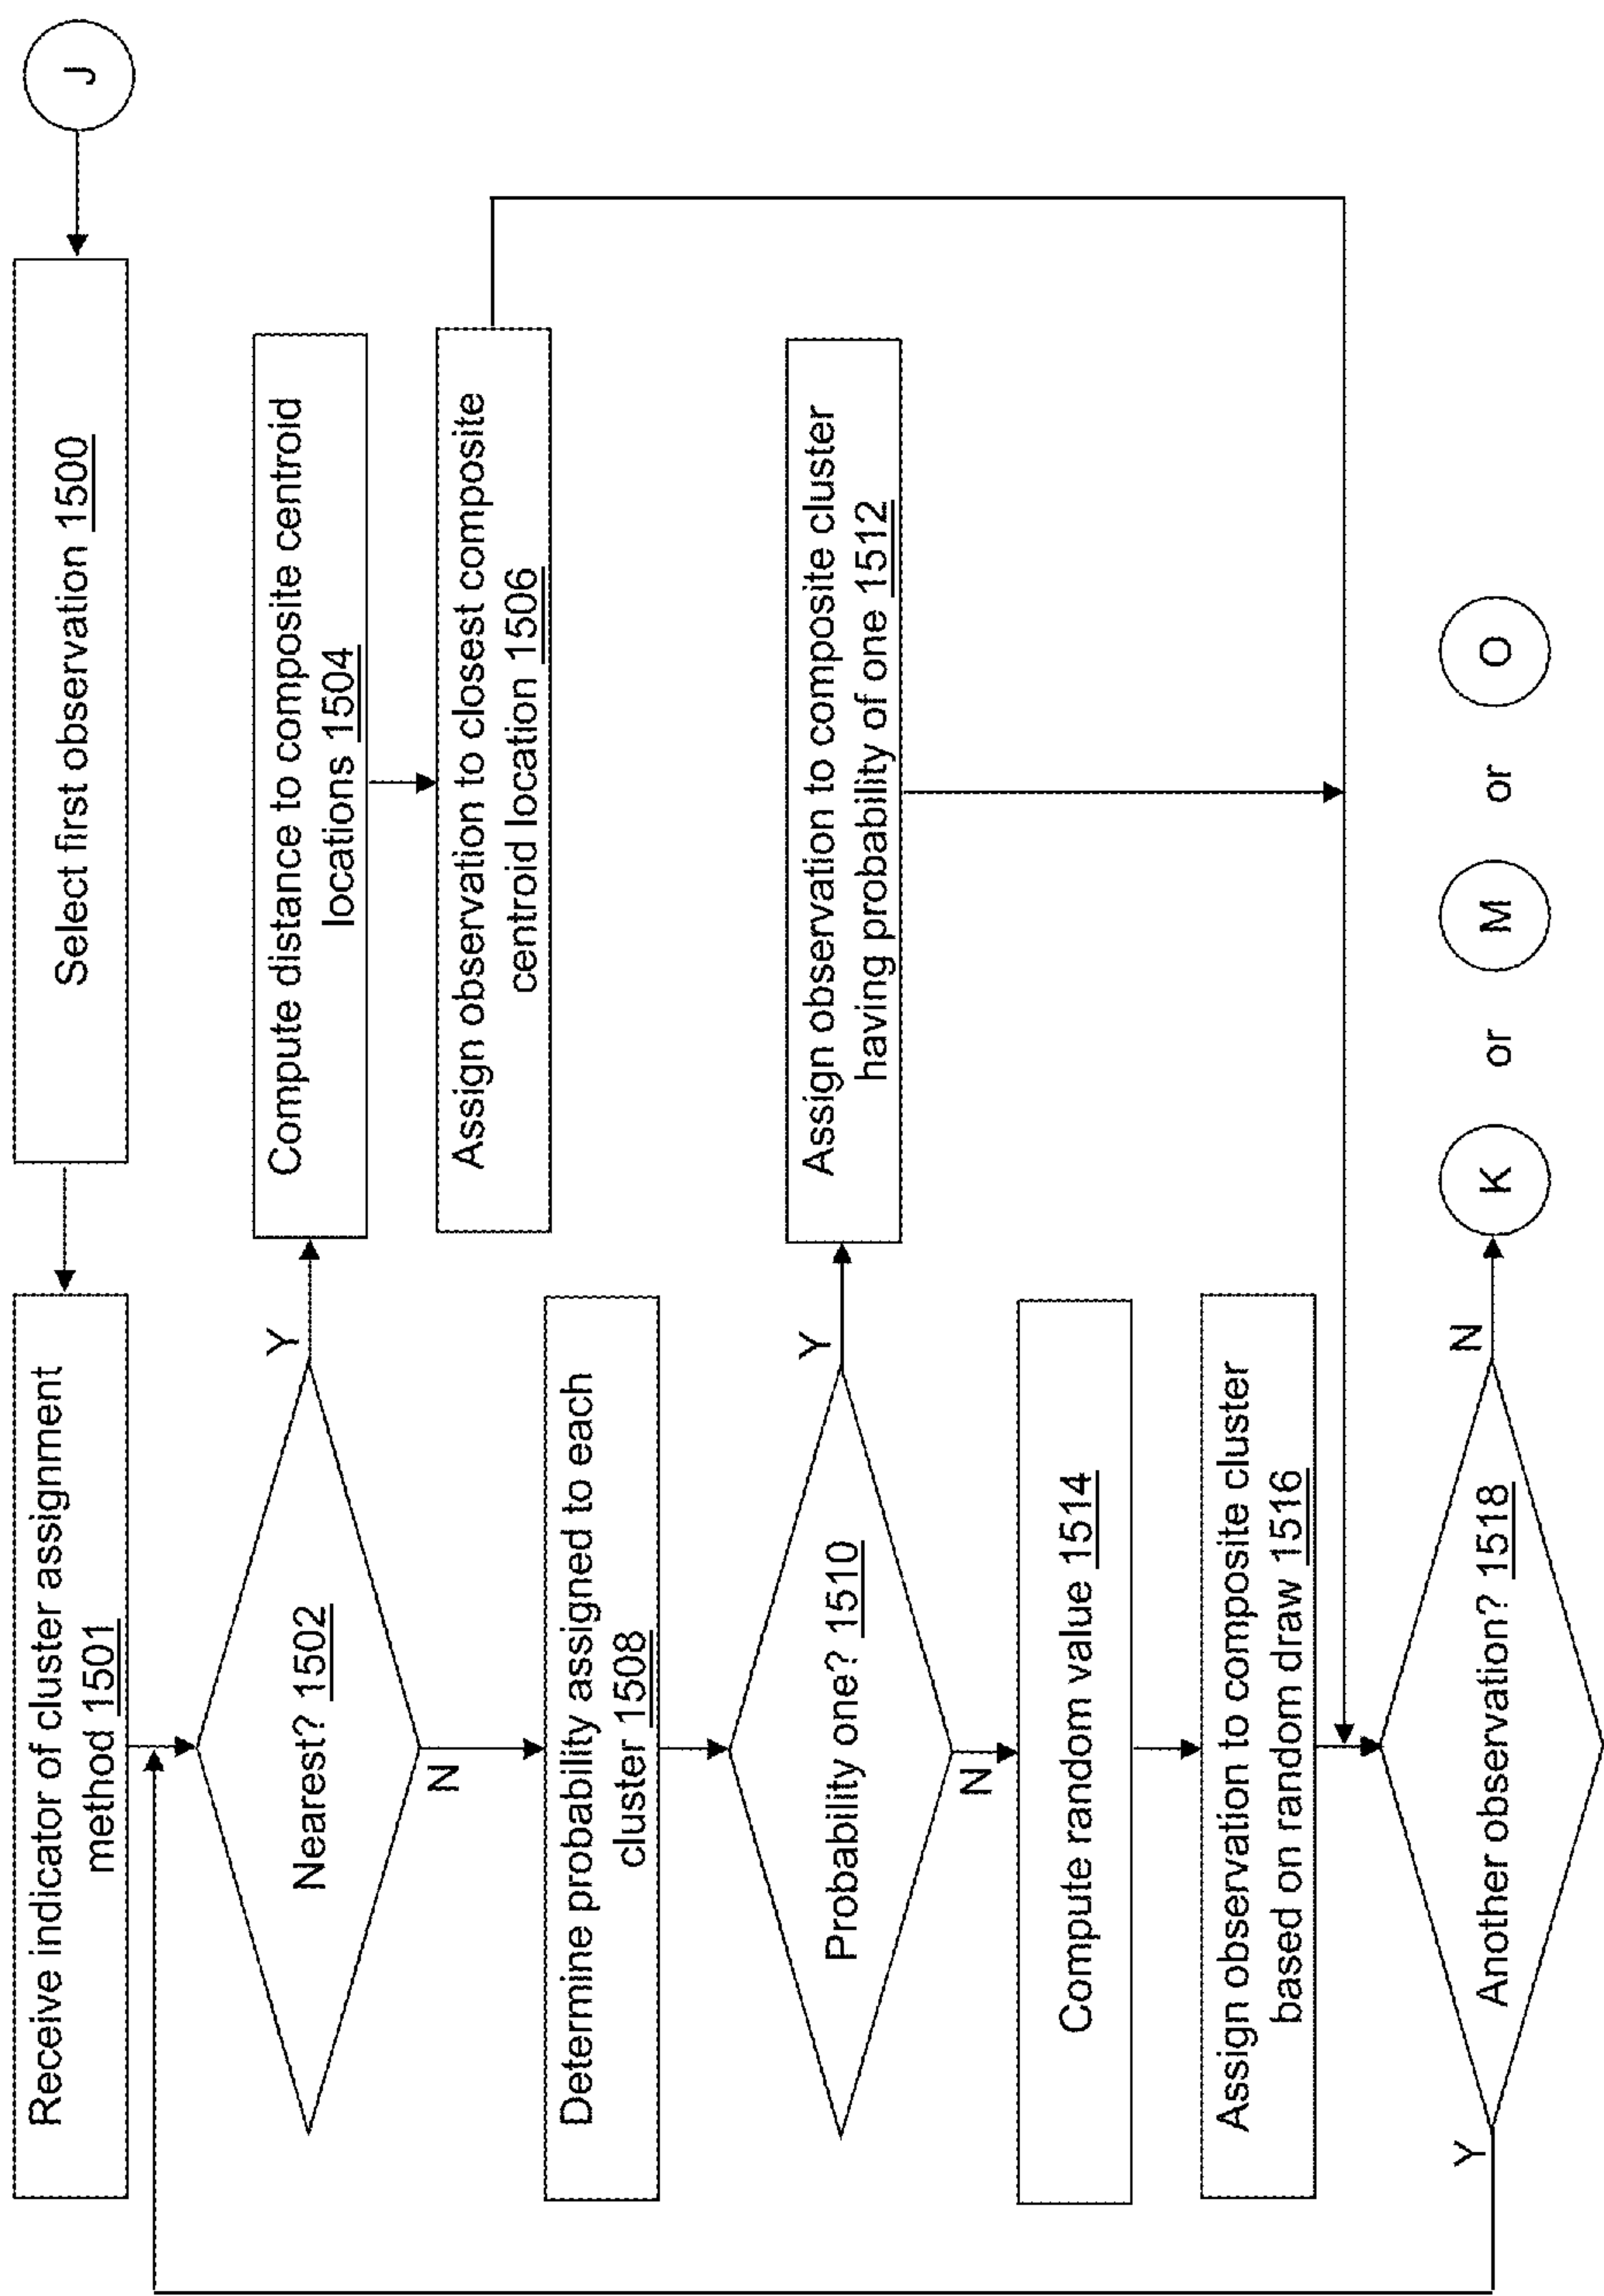 J
Select first observation 1500
Receive indicator of cluster assignment
method 1501
Nearest? 1502
Y
N
Compute distance to composite centroid
locations 1504
Assign observation to closest composite
centroid location 1506
Determine probability assigned to each
cluster 1508
Probability one? 1510
Y
N
Assign observation to composite cluster
having probability of one 1512
Compute random value 1514
Assign observation to composite cluster
based on random draw 1516
Another observation? 1518
Y
N
K or M or O